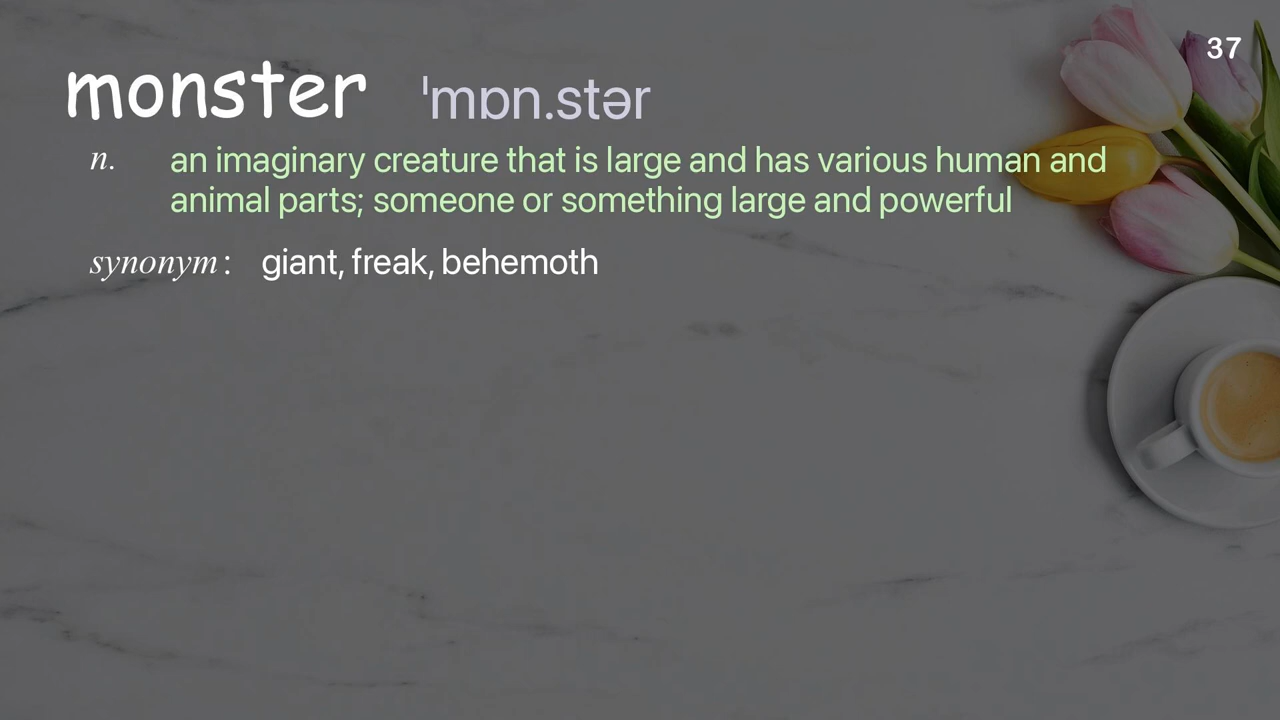 37
monster ˈmɒn.stər
n. an imaginary creature that is large and has various human and
animal parts; someone or something large and powerful
synonym: giant, freak, behemoth